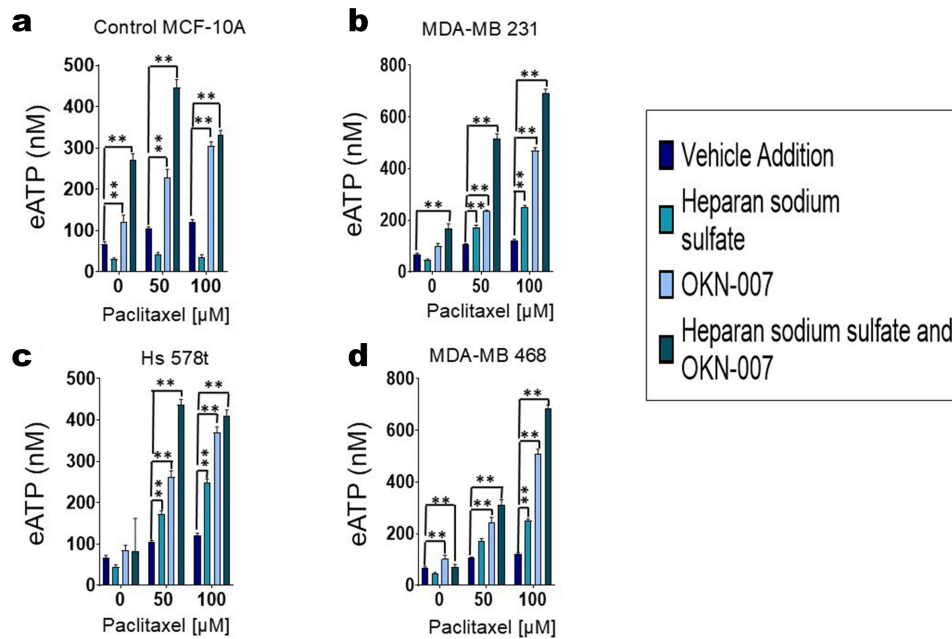 a
Control MCF-10A
500
400
300
200
100
0
eATP (nM)
**
**
**
**
**
**
0
50
100
Paclitaxel [µM]
b
MDA-MB 231
800
600
400
200
0
eATP (nM)
**
**
**
**
**
**
**
0
50
100
Paclitaxel [µM]
c
Hs 578t
500
400
300
200
100
0
eATP (nM)
**
**
**
**
**
**
0
50
100
Paclitaxel [µM]
d
MDA-MB 468
800
600
400
200
0
eATP (nM)
**
**
**
**
**
**
**
0
50
100
Paclitaxel [µM]
Vehicle Addition
Heparan sodium
sulfate
OKN-007
Heparan sodium sulfate and
OKN-007